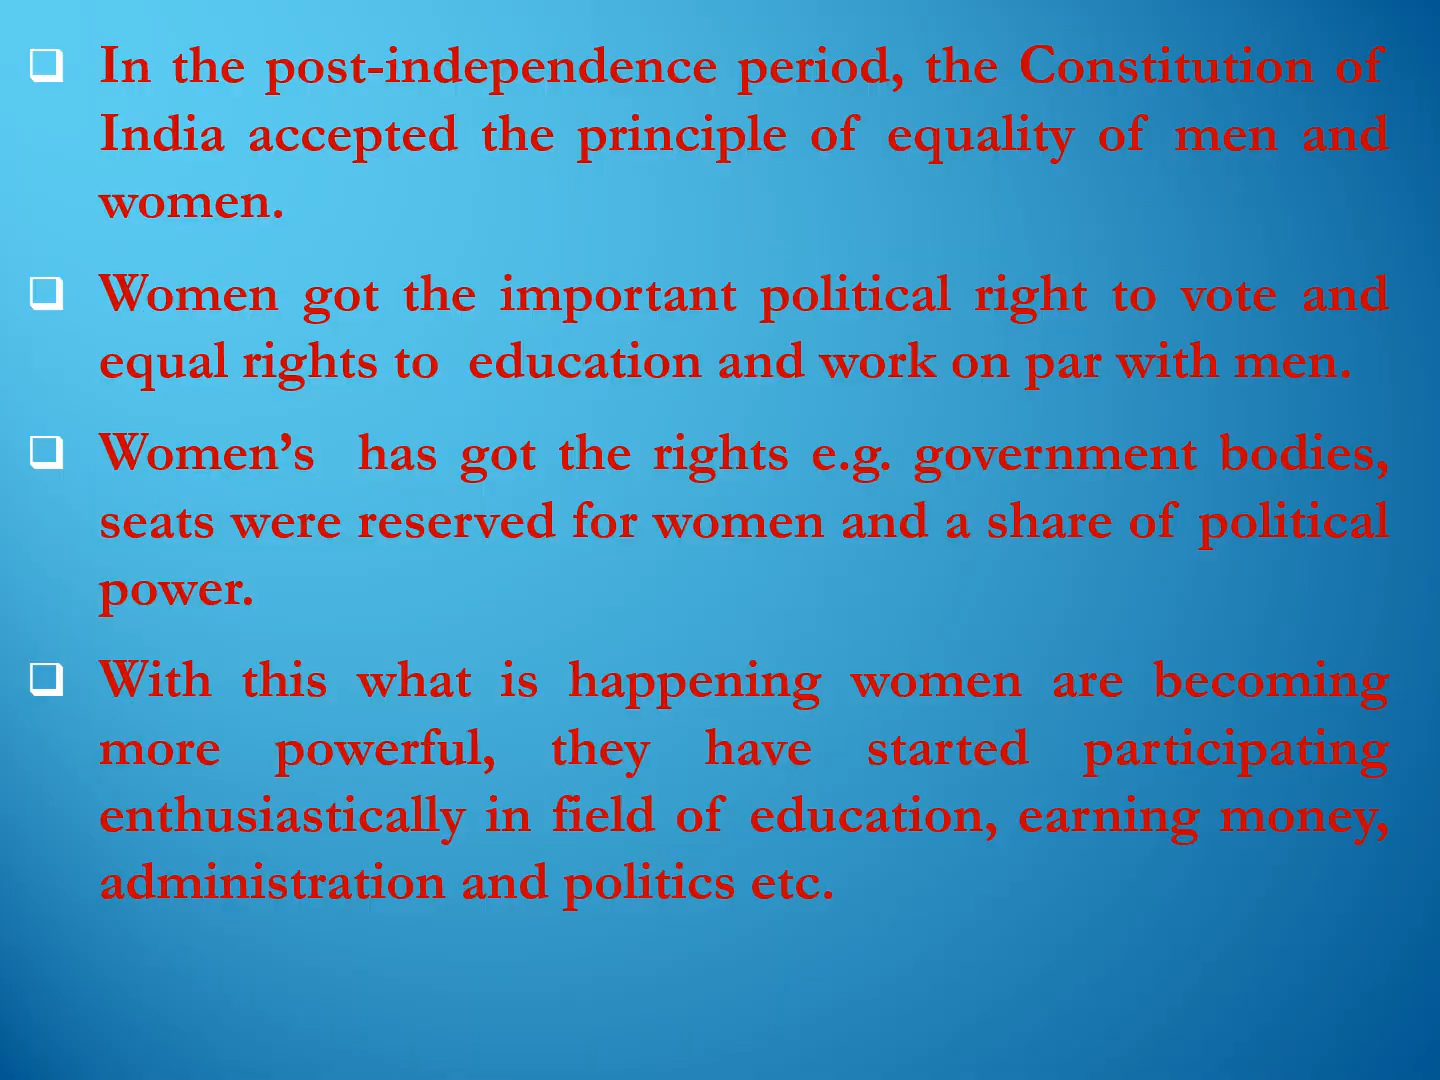 In the post-independence period, the Constitution of
India accepted the principle of equality of men and
women.
Women got the important political right to vote and
equal rights to education and work on par with men.
Women’s has got the rights e.g. government bodies,
seats were reserved for women and a share of political
power.
With this what is happening women are becoming
more powerful, they have started participating
enthusiastically in field of education, earning money,
administration and politics etc.